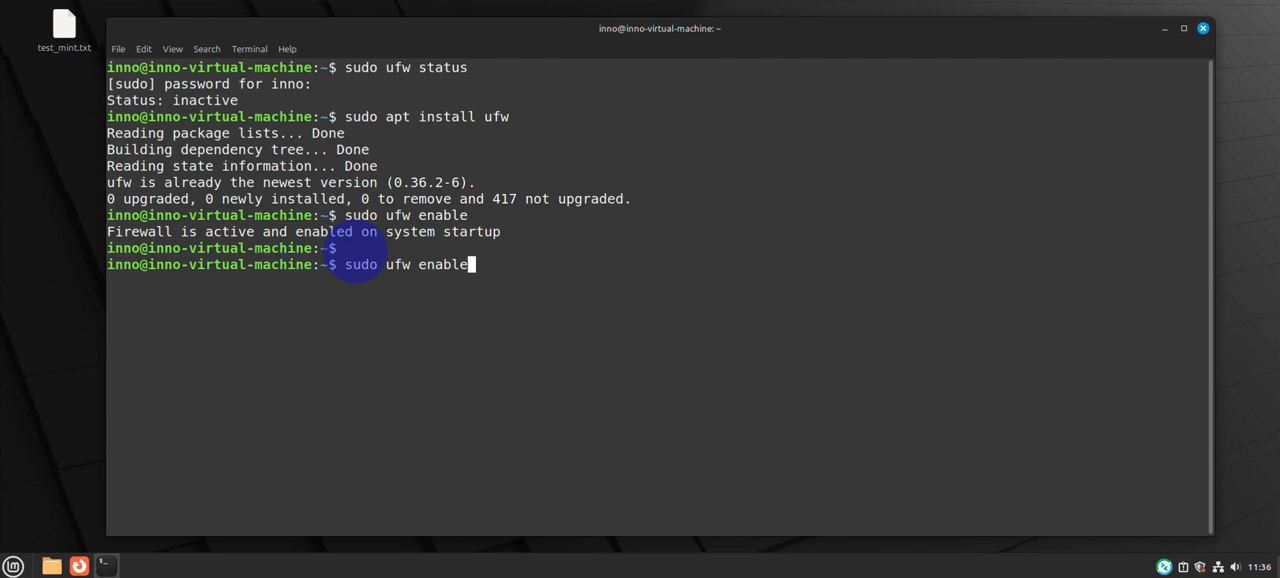 inno@inno-virtual-machine: ~
test_mint.txt
File Edit View Search Terminal Help
inno@inno-virtual-machine:~$ sudo ufw status
[sudo] password for inno:
Status: inactive
inno@inno-virtual-machine:~$ sudo apt install ufw
Reading package lists... Done
Building dependency tree... Done
Reading state information... Done
ufw is already the newest version (0.36.2-6).
0 upgraded, 0 newly installed, 0 to remove and 417 not upgraded.
inno@inno-virtual-machine:~$ sudo ufw enable
Firewall is active and enabled on system startup
inno@inno-virtual-machine:~$
inno@inno-virtual-machine:~$ sudo ufw enable
11:36